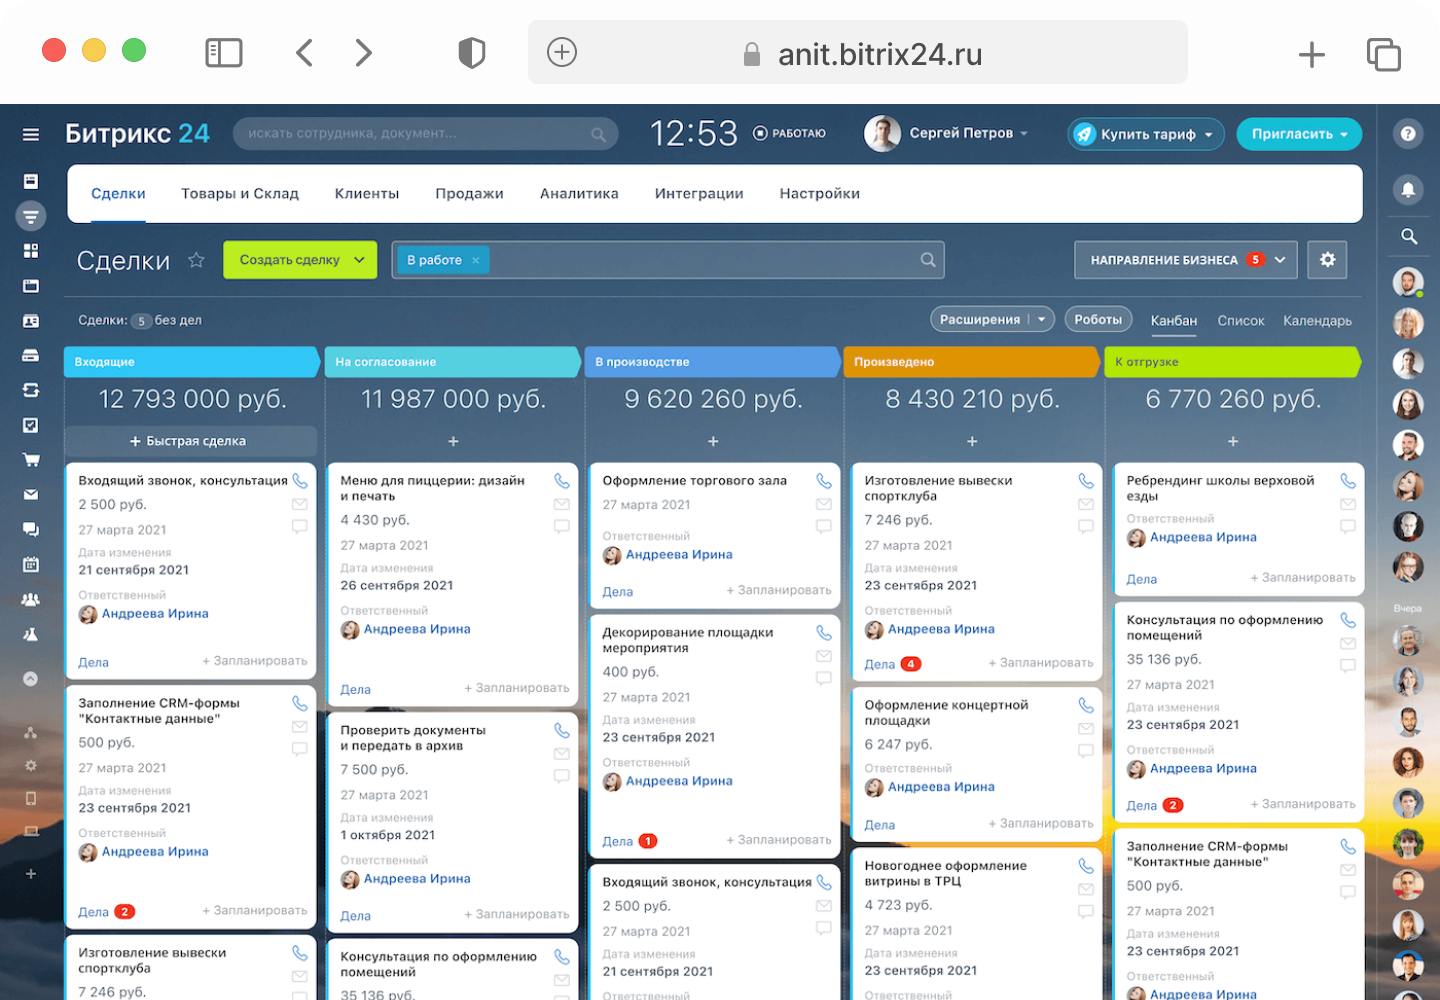 anit.bitrix24.ru
Битрикс 24
искать сотрудника, документ...
12:53
РАБОТАЮ
Сергей Петров
Купить тариф
Пригласить
Сделки
Товары и Склад
Клиенты
Продажи
Аналитика
Интеграции
Настройки
Сделки
Создать сделку
В работе ×
НАПРАВЛЕНИЕ БИЗНЕСА 5
Сделки: 5 без дел
Расширения
Роботы
Канбан
Список
Календарь
Входящие
12 793 000 руб.
+ Быстрая сделка
Входящий звонок, консультация
2 500 руб.
27 марта 2021
Дата изменения
21 сентября 2021
Ответственный
Андреева Ирина
Дела
+ Запланировать
Заполнение CRM-формы
"Контактные данные"
500 руб.
27 марта 2021
Дата изменения
23 сентября 2021
Ответственный
Андреева Ирина
Дела 2
+ Запланировать
Изготовление вывески
спортклуба
7 246 руб.
На согласование
11 987 000 руб.
+
Меню для пиццерии: дизайн
и печать
4 430 руб.
27 марта 2021
Дата изменения
26 сентября 2021
Ответственный
Андреева Ирина
Дела
+ Запланировать
Проверить документы
и передать в архив
7 500 руб.
27 марта 2021
Дата изменения
1 октября 2021
Ответственный
Андреева Ирина
Дела
+ Запланировать
Консультация по оформлению
помещений
35 136 руб.
В производстве
9 620 260 руб.
+
Оформление торгового зала
27 марта 2021
Ответственный
Андреева Ирина
Дела
+ Запланировать
Декорирование площадки
мероприятия
400 руб.
27 марта 2021
Дата изменения
23 сентября 2021
Ответственный
Андреева Ирина
Дела 1
+ Запланировать
Входящий звонок, консультация
2 500 руб.
27 марта 2021
Дата изменения
21 сентября 2021
Ответственный
Произведено
8 430 210 руб.
+
Изготовление вывески
спортклуба
7 246 руб.
27 марта 2021
Дата изменения
23 сентября 2021
Ответственный
Андреева Ирина
Дела 4
+ Запланировать
Оформление концертной
площадки
6 247 руб.
Ответственный
Андреева Ирина
Дела
+ Запланировать
Новогоднее оформление
витрины в ТРЦ
4 723 руб.
27 марта 2021
Дата изменения
23 сентября 2021
Ответственный
К отгрузке
6 770 260 руб.
+
Ребрендинг школы верховой
езды
Ответственный
Андреева Ирина
Дела
+ Запланировать
Консультация по оформлению
помещений
35 136 руб.
27 марта 2021
Дата изменения
23 сентября 2021
Ответственный
Андреева Ирина
Дела 2
+ Запланировать
Заполнение CRM-формы
"Контактные данные"
500 руб.
27 марта 2021
Дата изменения
23 сентября 2021
Ответственный
Андреева Ирина
Вчера